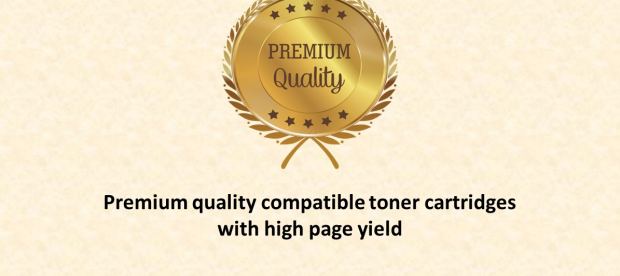 PREMIUM
Quality
Premium quality compatible toner cartridges
with high page yield